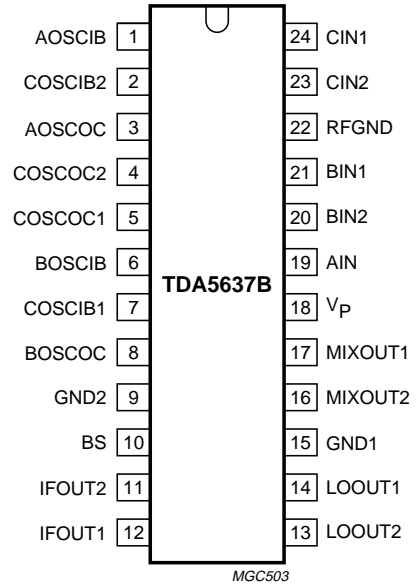 AOSCIB 1 24 CIN1
COSCIB2 2 23 CIN2
AOSCOC 3 22 RFGND
COSCOC2 4 21 BIN1
COSCOC1 5 20 BIN2
BOSCIB 6 19 AIN
TDA5637B
COSCIB1 7 18 VP
BOSCOC 8 17 MIXOUT1
GND2 9 16 MIXOUT2
BS 10 15 GND1
IFOUT2 11 14 LOOUT1
IFOUT1 12 13 LOOUT2
MGC503